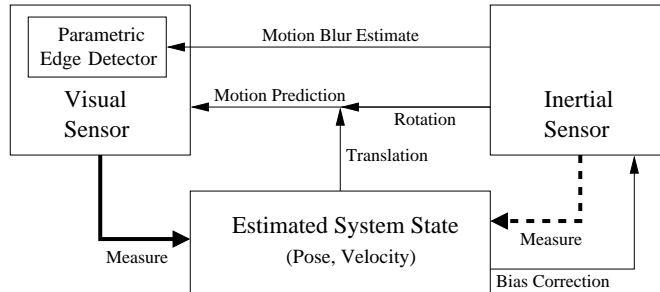 Parametric
Edge Detector
Visual
Sensor
Motion Blur Estimate
Motion Prediction
Rotation
Translation
Inertial
Sensor
Estimated System State
(Pose, Velocity)
Measure
Measure
Bias Correction